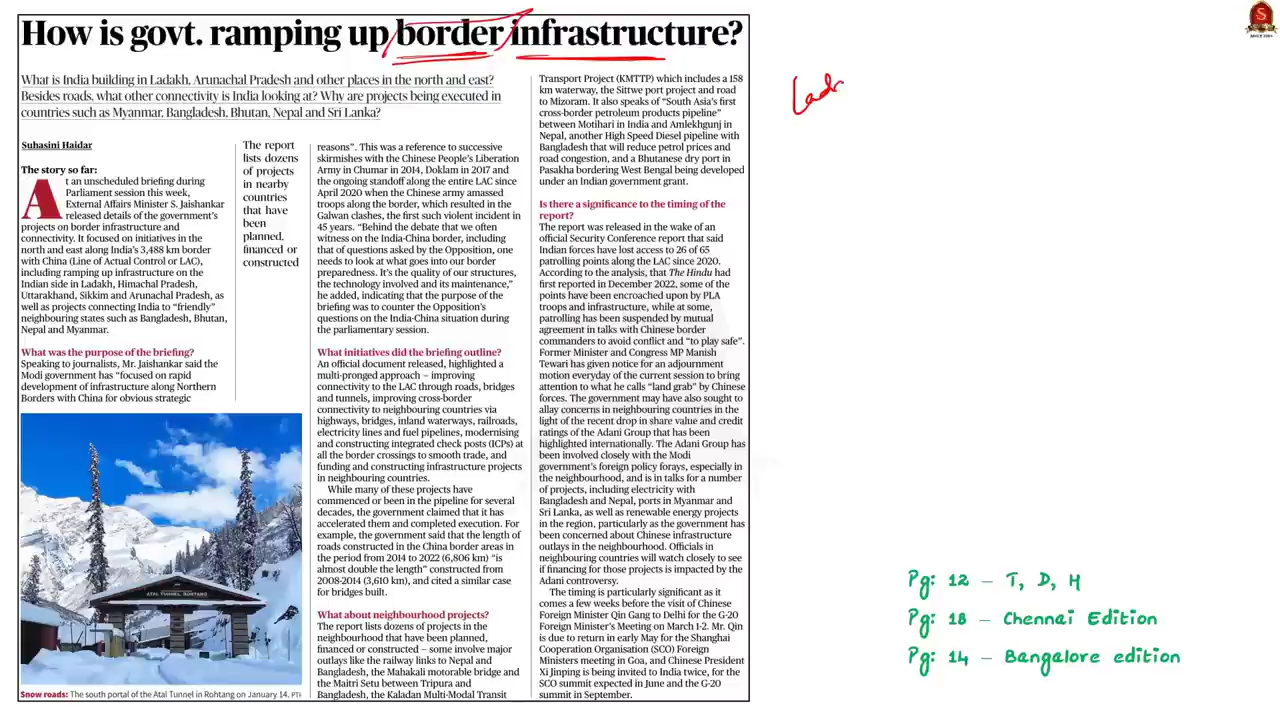 How is govt. ramping up border infrastructure?
What is India building in Ladakh, Arunachal Pradesh and other places in the north and east?
Besides roads, what other connectivity is India looking at? Why are projects being executed in
countries such as Myanmar, Bangladesh, Bhutan, Nepal and Sri Lanka?
Suhasini Haidar
The story so far:
At an unscheduled briefing during
Parliament session this week,
External Affairs Minister S. Jaishankar
released details of the government's
projects on border infrastructure and
connectivity. It focused on initiatives in the
north and east along India's 3,488 km border
with China (Line of Actual Control or LAC),
including ramping up infrastructure on the
Indian side in Ladakh, Himachal Pradesh,
Uttarakhand, Sikkim and Arunachal Pradesh, as
well as projects connecting India to “friendly”
neighbouring states such as Bangladesh, Bhutan,
Nepal and Myanmar.
What was the purpose of the briefing?
Speaking to journalists, Mr. Jaishankar said the
Modi government has “focused on rapid
development of infrastructure along Northern
Borders with China for obvious strategic
The report
lists dozens
of projects
in nearby
countries
that have
been
planned,
financed or
constructed
ATAL TUNNEL, ROHTANG
Snow roads: The south portal of the Atal Tunnel in Rohtang on January 14. PTI
reasons”. This was a reference to successive
skirmishes with the Chinese People's Liberation
Army in Chumar in 2014, Doklam in 2017 and
the ongoing standoff along the entire LAC since
April 2020 when the Chinese army amassed
troops along the border, which resulted in the
Galwan clashes, the first such violent incident in
45 years. “Behind the debate that we often
witness on the India-China border, including
that of questions asked by the Opposition, one
needs to look at what goes into our border
preparedness. It's the quality of our structures,
the technology involved and its maintenance,”
he added, indicating that the purpose of the
briefing was to counter the Opposition's
questions on the India-China situation during
the parliamentary session.
What initiatives did the briefing outline?
An official document released, highlighted a
multi-pronged approach — improving
connectivity to the LAC through roads, bridges
and tunnels, improving cross-border
connectivity to neighbouring countries via
highways, bridges, inland waterways, railroads,
electricity lines and fuel pipelines, modernising
and constructing integrated check posts (ICPs) at
all the border crossings to smooth trade, and
funding and constructing infrastructure projects
in neighbouring countries.
While many of these projects have
commenced or been in the pipeline for several
decades, the government claimed that it has
accelerated them and completed execution. For
example, the government said that the length of
roads constructed in the China border areas in
the period from 2014 to 2022 (6,806 km) “is
almost double the length” constructed from
2008-2014 (3,610 km), and cited a similar case
for bridges built.
What about neighbourhood projects?
The report lists dozens of projects in the
neighbourhood that have been planned,
financed or constructed — some involve major
outlays like the railway links to Nepal and
Bangladesh, the Mahakali motorable bridge and
the Maitri Setu between Tripura and
Bangladesh, the Kaladan Multi-Modal Transit
Transport Project (KMTTP) which includes a 158
km waterway, the Sittwe port project and road
to Mizoram. It also speaks of “South Asia's first
cross-border petroleum products pipeline”
between Motihari in India and Amlekhgunj in
Nepal, another High Speed Diesel pipeline with
Bangladesh that will reduce petrol prices and
road congestion, and a Bhutanese dry port in
Pasakha bordering West Bengal being developed
under an Indian government grant.
Is there a significance to the timing of the
report?
The report was released in the wake of an
official Security Conference report that said
Indian forces have lost access to 26 of 65
patrolling points along the LAC since 2020.
According to the analysis, that The Hindu had
first reported in December 2022, some of the
points have been encroached upon by PLA
troops and infrastructure, while at some,
patrolling has been suspended by mutual
agreement in talks with Chinese border
commanders to avoid conflict and “to play safe”.
Former Minister and Congress MP Manish
Tewari has given notice for an adjournment
motion everyday of the current session to bring
attention to what he calls “land grab” by Chinese
forces. The government may have also sought to
allay concerns in neighbouring countries in the
light of the recent drop in share value and credit
ratings of the Adani Group that has been
highlighted internationally. The Adani Group has
been involved closely with the Modi
government's foreign policy forays, especially in
the neighbourhood, and is in talks for a number
of projects, including electricity with
Bangladesh and Nepal, ports in Myanmar and
Sri Lanka, as well as renewable energy projects
in the region, particularly as the government has
been concerned about Chinese infrastructure
outlays in the neighbourhood. Officials in
neighbouring countries will watch closely to see
if financing for those projects is impacted by the
Adani controversy.
The timing is particularly significant as it
comes a few weeks before the visit of Chinese
Foreign Minister Qin Gang to Delhi for the G-20
Foreign Minister's Meeting on March 1-2. Mr. Qin
is due to return in early May for the Shanghai
Cooperation Organisation (SCO) Foreign
Ministers meeting in Goa, and Chinese President
Xi Jinping is being invited to India twice, for the
SCO summit expected in June and the G-20
summit in September.
Ladr
Pg: 12 – T, D, H
Pg: 18 – Chennai Edition
Pg: 14 – Bangalore edition
S
SINCE 2004